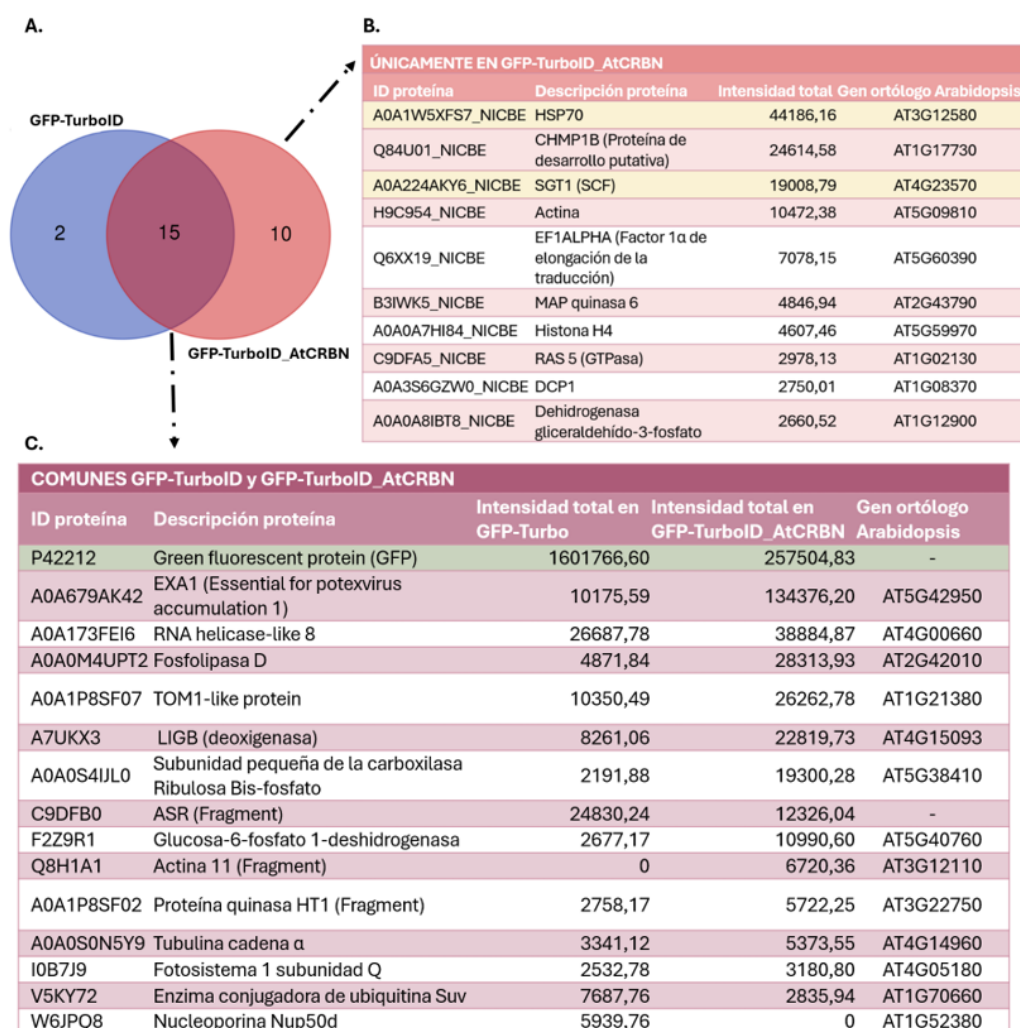 A.
GFP-TurboID
2
15
10
GFP-TurboID_AtCRBN
B.
ÚNICAMENTE EN GFP-TurboID_AtCRBN
ID proteína Descripción proteína Intensidad total Gen ortólogo Arabidopsis
A0A1W5XFS7_NICBE HSP70 44186,16 AT3G12580
Q84U01_NICBE CHMP1B (Proteína de desarrollo putativa) 24614,58 AT1G17730
A0A224AKY6_NICBE SGT1 (SCF) 19008,79 AT4G23570
H9C954_NICBE Actina 10472,38 AT5G09810
Q6XX19_NICBE EF1ALPHA (Factor 1α de elongación de la traducción) 7078,15 AT5G60390
B3IWK5_NICBE MAP quinasa 6 4846,94 AT2G43790
A0A0A7HI84_NICBE Histona H4 4607,46 AT5G59970
C9DFA5_NICBE RAS 5 (GTPasa) 2978,13 AT1G02130
A0A3S6GZW0_NICBE DCP1 2750,01 AT1G08370
A0A0A8IBT8_NICBE Dehidrogenasa gliceraldehído-3-fosfato 2660,52 AT1G12900
C.
COMUNES GFP-TurboID y GFP-TurboID_AtCRBN
ID proteína Descripción proteína Intensidad total en GFP-Turbo Intensidad total en GFP-TurboID_AtCRBN Gen ortólogo Arabidopsis
P42212 Green fluorescent protein (GFP) 1601766,60 257504,83 -
A0A679AK42 EXA1 (Essential for potexvirus accumulation 1) 10175,59 134376,20 AT5G42950
A0A173FEI6 RNA helicase-like 8 26687,78 38884,87 AT4G00660
A0A0M4UPT2 Fosfolipasa D 4871,84 28313,93 AT2G42010
A0A1P8SF07 TOM1-like protein 10350,49 26262,78 AT1G21380
A7UKX3 LIGB (deoxigenasa) 8261,06 22819,73 AT4G15093
A0A0S4IJL0 Subunidad pequeña de la carboxilasa Ribulosa Bis-fosfato 2191,88 19300,28 AT5G38410
C9DFB0 ASR (Fragment) 24830,24 12326,04 -
F2Z9R1 Glucosa-6-fosfato 1-deshidrogenasa 2677,17 10990,60 AT5G40760
Q8H1A1 Actina 11 (Fragment) 0 6720,36 AT3G12110
A0A1P8SF02 Proteína quinasa HT1 (Fragment) 2758,17 5722,25 AT3G22750
A0A0S0N5Y9 Tubulina cadena α 3341,12 5373,55 AT4G14960
I0B7J9 Fotosistema 1 subunidad Q 2532,78 3180,80 AT4G05180
V5KY72 Enzima conjugadora de ubiquitina Suv 7687,76 2835,94 AT1G70660
W6JPO8 Nucleoporina Nup50d 5939,76 0 AT1G52380